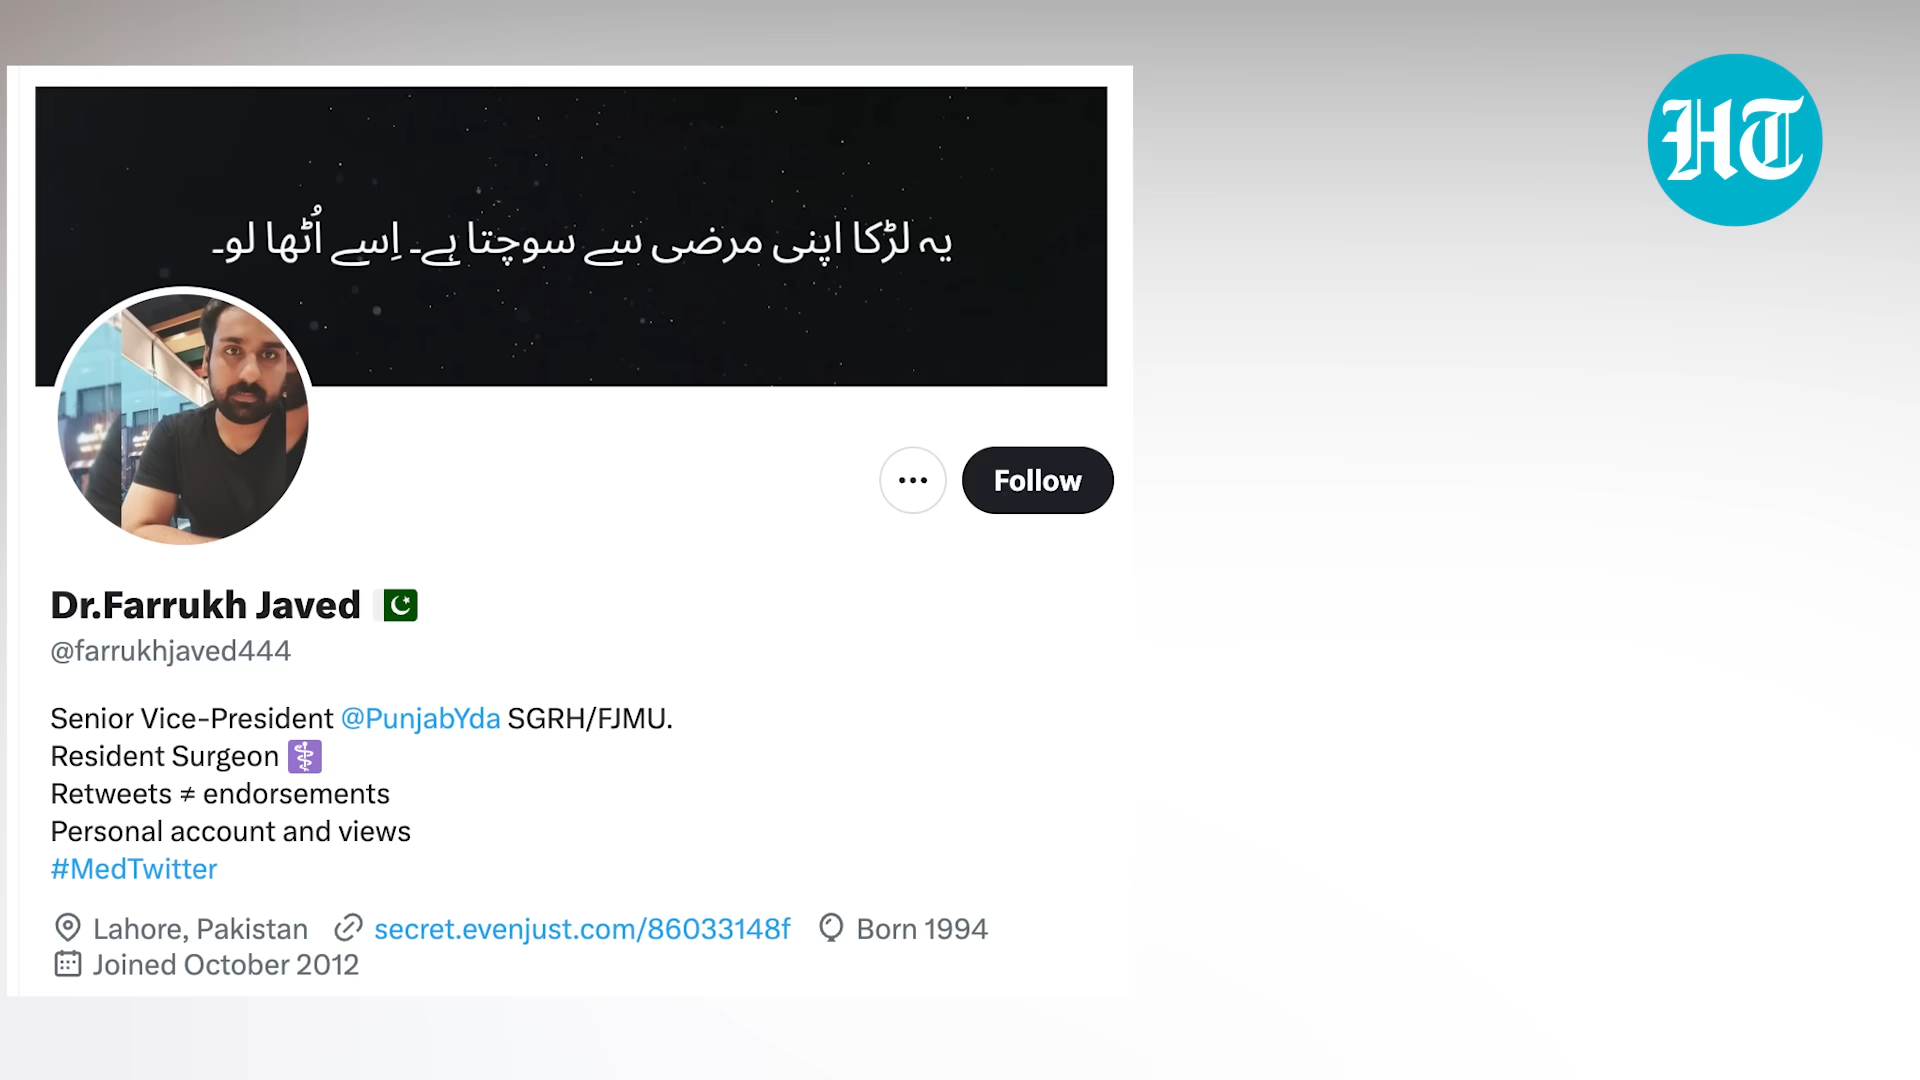 HT
یہ لڑکا اپنی مرضی سے سوچتا ہے۔ اِسے اُٹھا لو۔
Follow
Dr.Farrukh Javed 🇵🇰
@farrukhjaved444
Senior Vice-President @PunjabYda SGRH/FJMU.
Resident Surgeon ⚕️
Retweets ≠ endorsements
Personal account and views
#MedTwitter
Lahore, Pakistan secret.evenjust.com/86033148f Born 1994
Joined October 2012